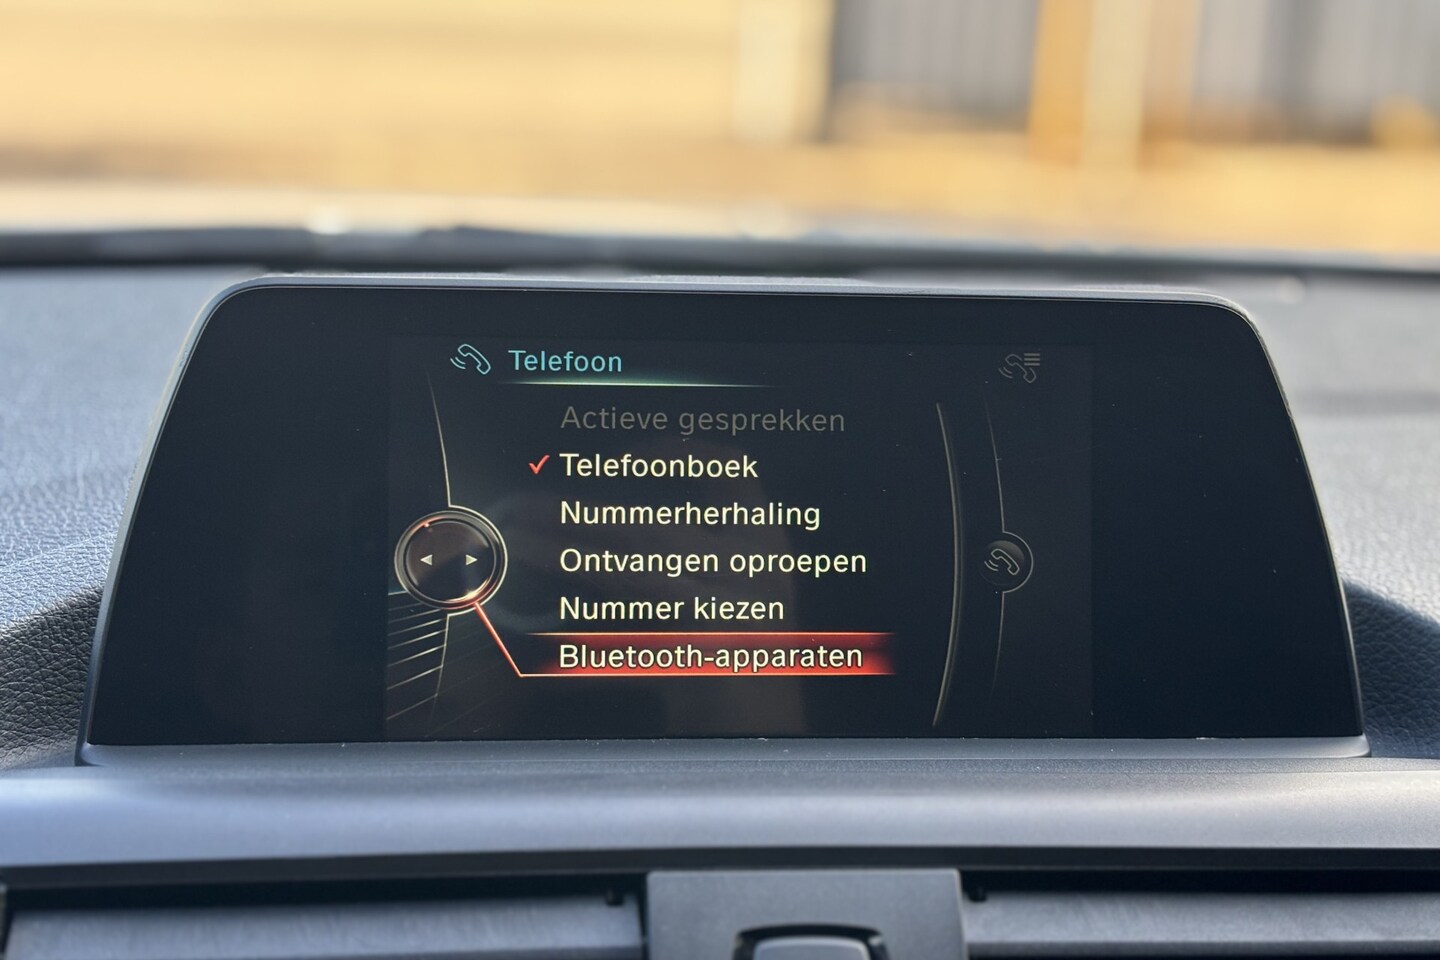 Telefoon
Actieve gesprekken
Telefoonboek
Nummerherhaling
Ontvangen oproepen
Nummer kiezen
Bluetooth-apparaten